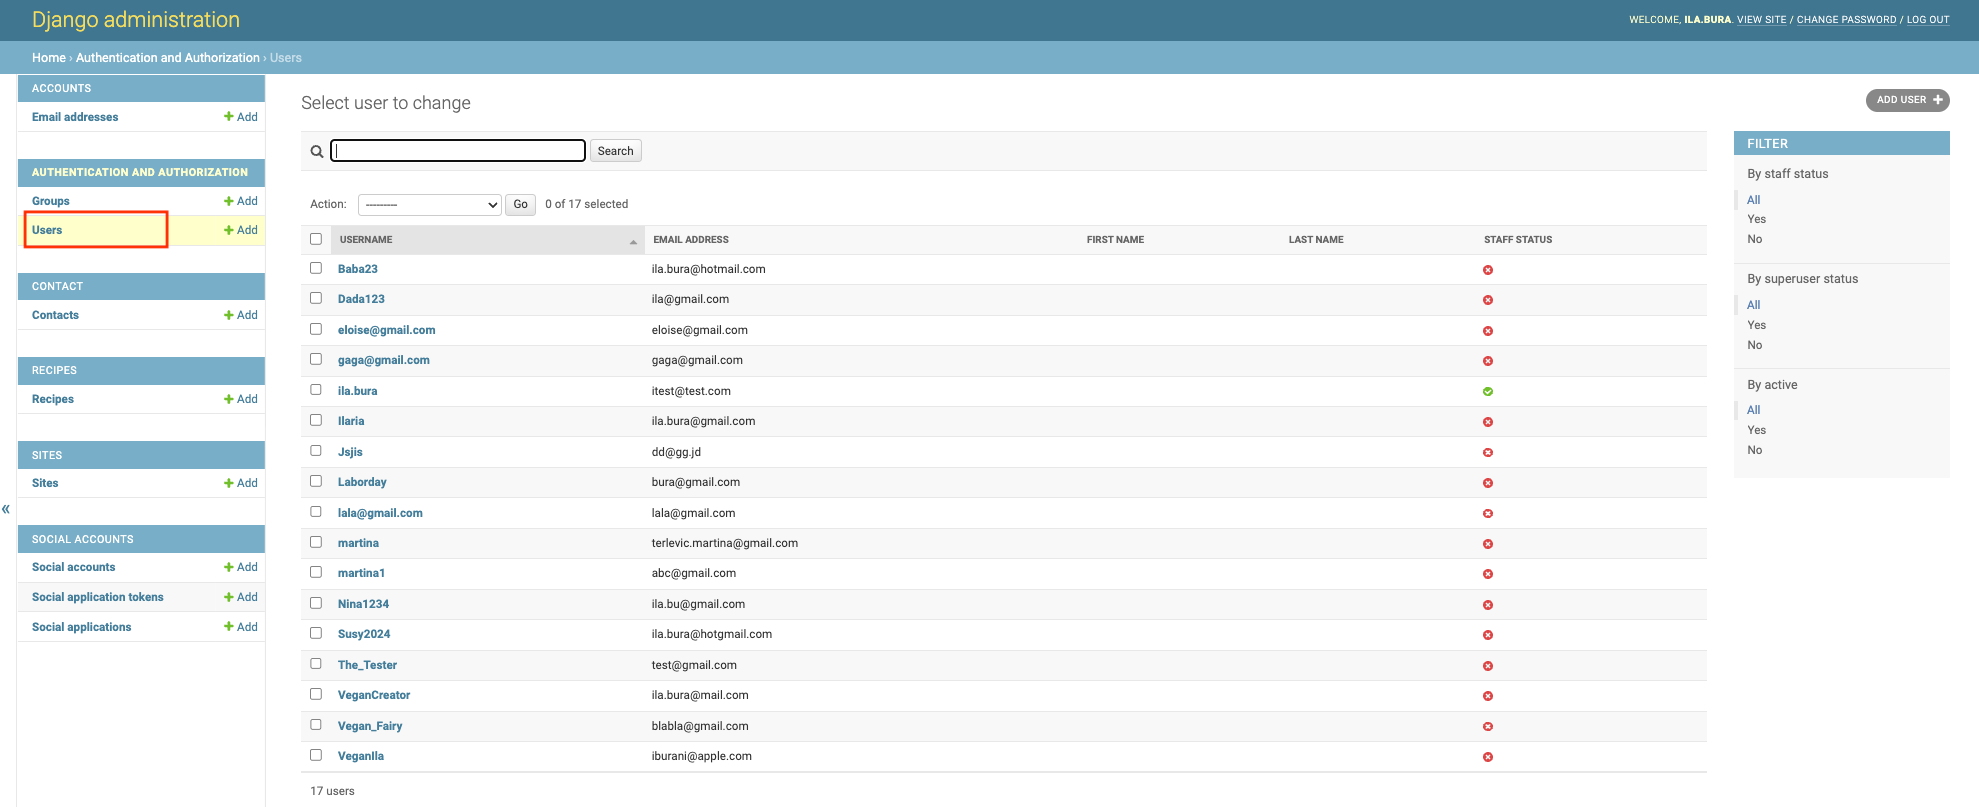 Django administration
WELCOME, ILA.BURA. VIEW SITE / CHANGE PASSWORD / LOG OUT
Home › Authentication and Authorization › Users
ACCOUNTS
Email addresses + Add
AUTHENTICATION AND AUTHORIZATION
Groups + Add
Users + Add
CONTACT
Contacts + Add
RECIPES
Recipes + Add
SITES
Sites + Add
SOCIAL ACCOUNTS
Social accounts + Add
Social application tokens + Add
Social applications + Add
«
Select user to change
ADD USER +
Search
Action: --------- Go 0 of 17 selected
USERNAME EMAIL ADDRESS FIRST NAME LAST NAME STAFF STATUS
Baba23 ila.bura@hotmail.com
Dada123 ila@gmail.com
eloise@gmail.com eloise@gmail.com
gaga@gmail.com gaga@gmail.com
ila.bura itest@test.com
Ilaria ila.bura@gmail.com
Jsjis dd@gg.jd
Laborday bura@gmail.com
lala@gmail.com lala@gmail.com
martina terlevic.martina@gmail.com
martina1 abc@gmail.com
Nina1234 ila.bu@gmail.com
Susy2024 ila.bura@hotgmail.com
The_Tester test@gmail.com
VeganCreator ila.bura@mail.com
Vegan_Fairy blabla@gmail.com
VeganIla iburani@apple.com
17 users
FILTER
By staff status
All
Yes
No
By superuser status
All
Yes
No
By active
All
Yes
No